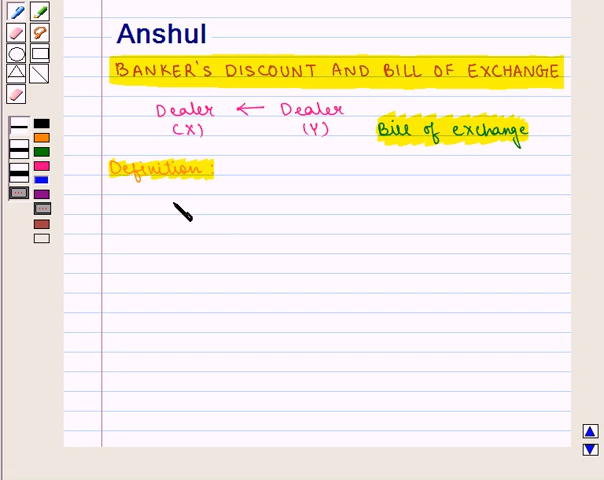 Anshul
BANKER'S DISCOUNT AND BILL OF EXCHANGE
Dealer ← Dealer
(X) (Y) Bill of exchange
Definition: